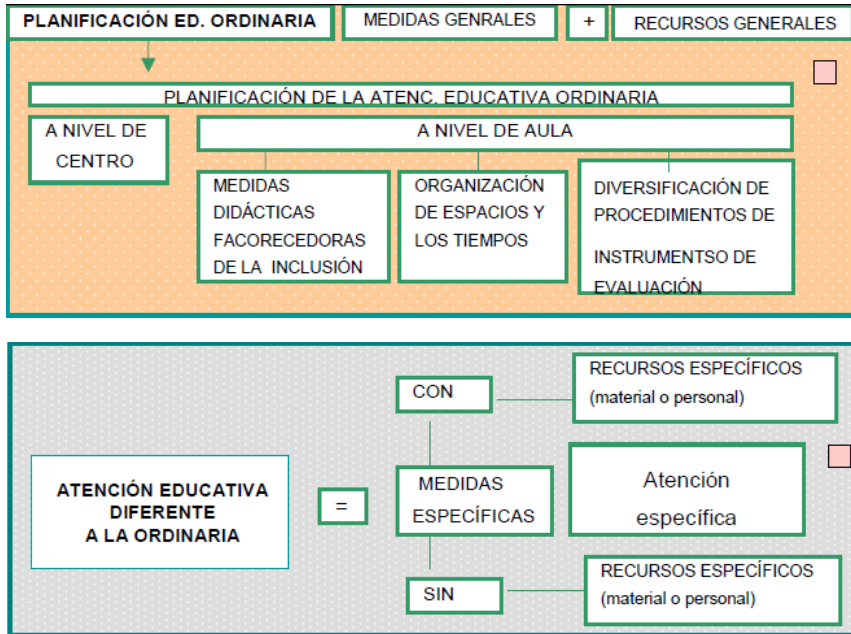 PLANIFICACIÓN ED. ORDINARIA
MEDIDAS GENRALES
+
RECURSOS GENERALES
PLANIFICACIÓN DE LA ATENC. EDUCATIVA ORDINARIA
A NIVEL DE
CENTRO
A NIVEL DE AULA
MEDIDAS
DIDÁCTICAS
FACORECEDORAS
DE LA INCLUSIÓN
ORGANIZACIÓN
DE ESPACIOS Y
LOS TIEMPOS
DIVERSIFICACIÓN DE
PROCEDIMIENTOS DE
INSTRUMENTSO DE
EVALUACIÓN
ATENCIÓN EDUCATIVA
DIFERENTE
A LA ORDINARIA
=
CON
RECURSOS ESPECÍFICOS
(material o personal)
MEDIDAS
ESPECÍFICAS
Atención
específica
SIN
RECURSOS ESPECÍFICOS
(material o personal)